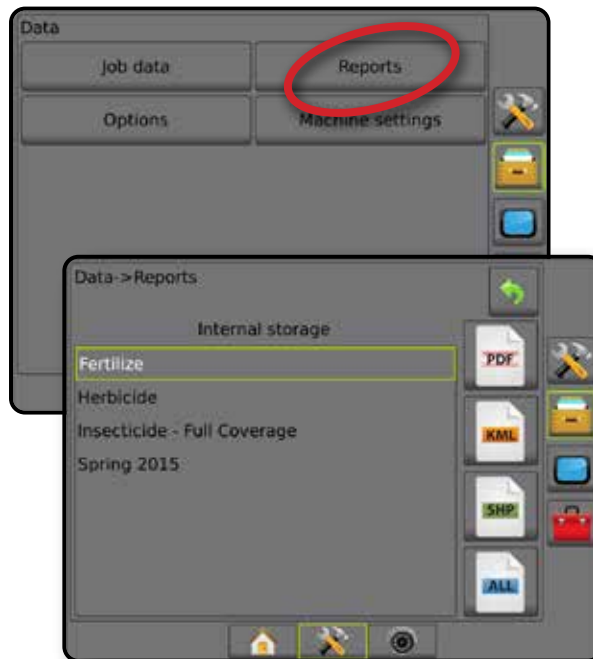 Data
Job data
Reports
Options
Machine settings
Data->Reports
Internal storage
Fertilize
Herbicide
Insecticide - Full Coverage
Spring 2015
PDF
KML
SHP
ALL